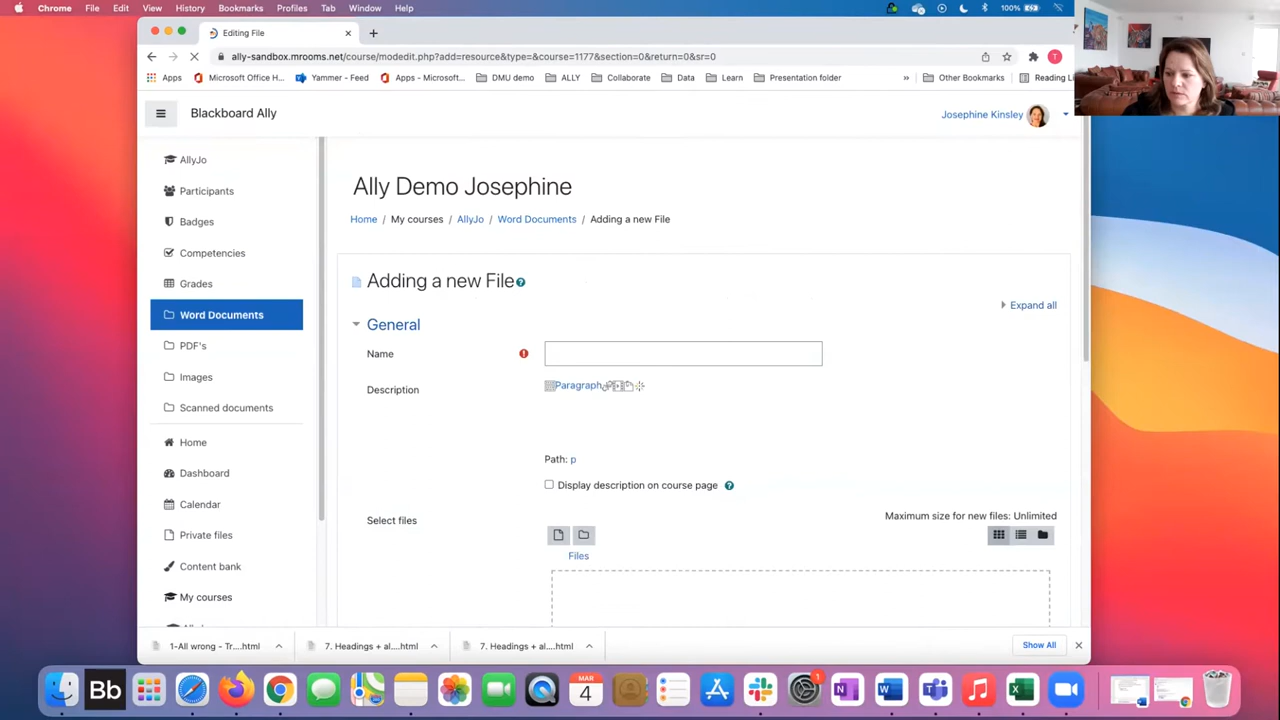 Chrome File Edit View History Bookmarks Profiles Tab Window Help 100%
Editing File
ally-sandbox.mrooms.net/course/modedit.php?add=resource&type=&course=1177&section=0&return=0&sr=0
T
Apps Microsoft Office H... Yammer - Feed Apps - Microsoft... DMU demo ALLY Collaborate Data Learn Presentation folder » Other Bookmarks Reading Li
Blackboard Ally
Josephine Kinsley
AllyJo
Participants
Badges
Competencies
Grades
Word Documents
PDF's
Images
Scanned documents
Home
Dashboard
Calendar
Private files
Content bank
My courses
Ally Demo Josephine
Home / My courses / AllyJo / Word Documents / Adding a new File
Adding a new File ?
Expand all
General
Name
Description
Paragraph
Path: p
Display description on course page ?
Maximum size for new files: Unlimited
Select files
Files
1-All wrong - Tr....html
7. Headings + al....html
7. Headings + al....html
Show All
Bb
MAR
4
1